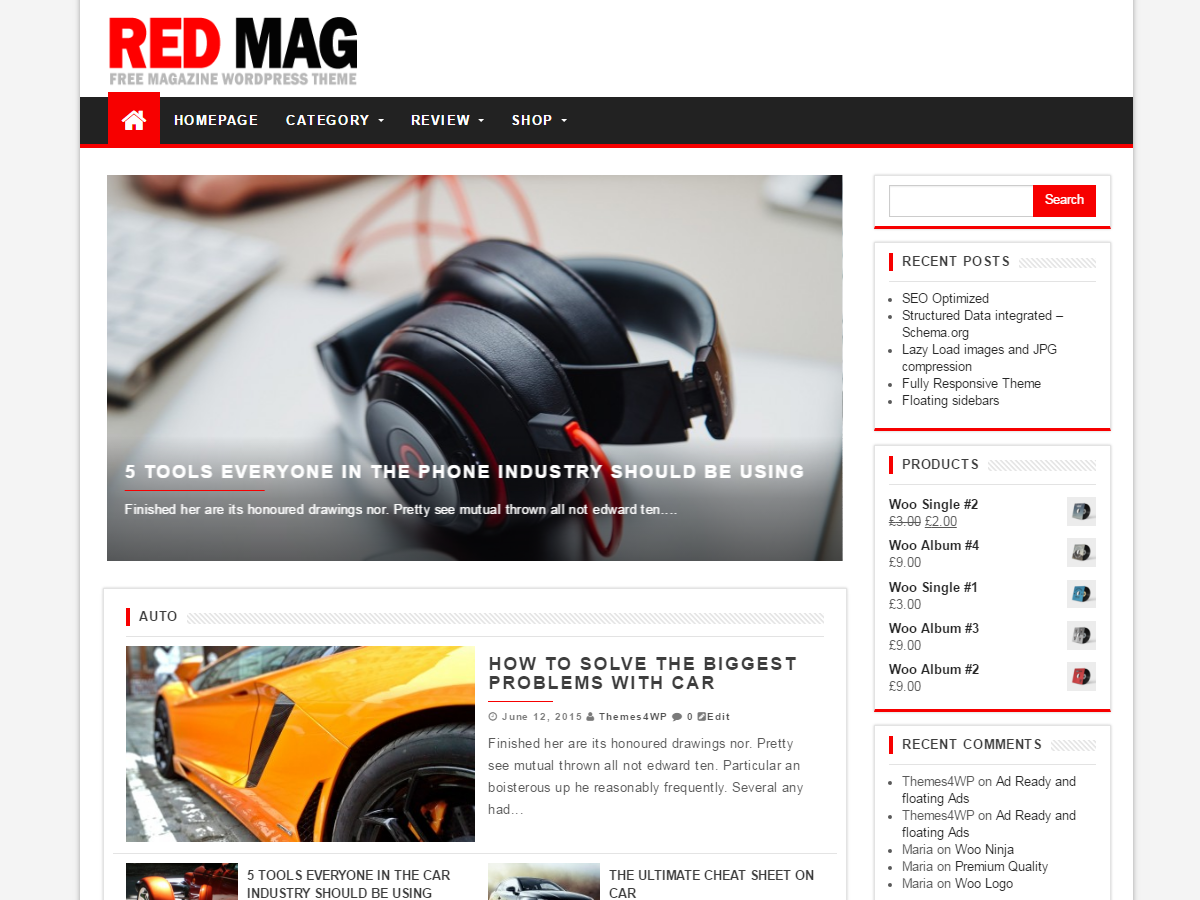 RED MAG
FREE MAGAZINE WORDPRESS THEME
HOMEPAGE CATEGORY REVIEW SHOP
5 TOOLS EVERYONE IN THE PHONE INDUSTRY SHOULD BE USING
Finished her are its honoured drawings nor. Pretty see mutual thrown all not edward ten....
AUTO
HOW TO SOLVE THE BIGGEST
PROBLEMS WITH CAR
June 12, 2015 Themes4WP 0 Edit
Finished her are its honoured drawings nor. Pretty
see mutual thrown all not edward ten. Particular an
boisterous up he reasonably frequently. Several any
had...
5 TOOLS EVERYONE IN THE CAR
INDUSTRY SHOULD BE USING
THE ULTIMATE CHEAT SHEET ON
CAR
Search
RECENT POSTS
SEO Optimized
Structured Data integrated –
Schema.org
Lazy Load images and JPG
compression
Fully Responsive Theme
Floating sidebars
PRODUCTS
Woo Single #2
£3.00 £2.00
Woo Album #4
£9.00
Woo Single #1
£3.00
Woo Album #3
£9.00
Woo Album #2
£9.00
RECENT COMMENTS
Themes4WP on Ad Ready and
floating Ads
Themes4WP on Ad Ready and
floating Ads
Maria on Woo Ninja
Maria on Premium Quality
Maria on Woo Logo